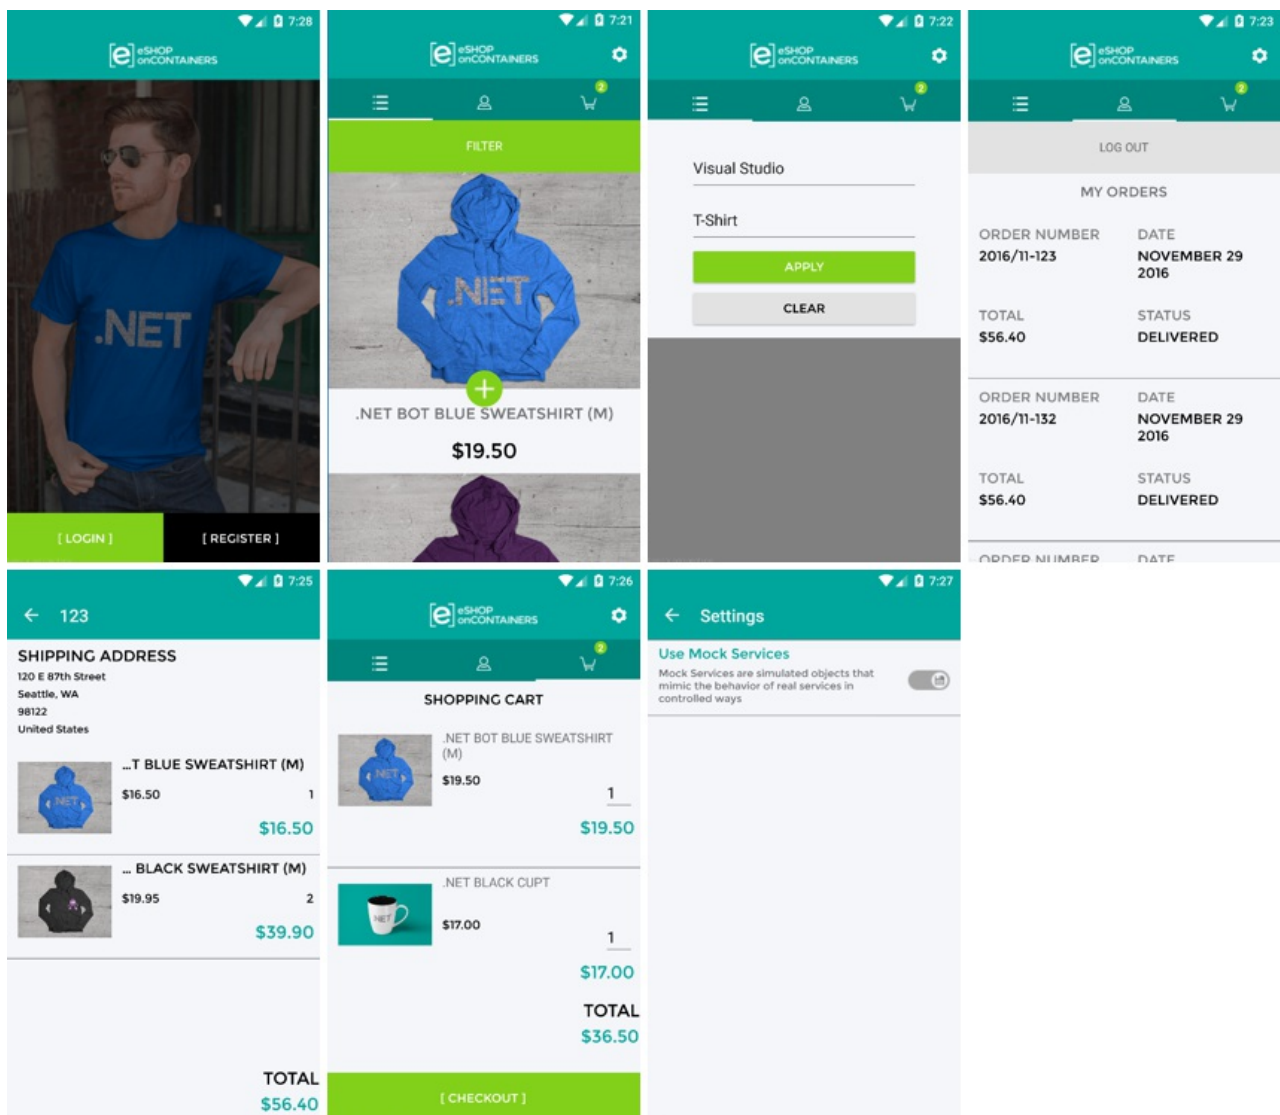 7:28
[e] eSHOP
onCONTAINERS
.NET
[ LOGIN ]
[ REGISTER ]
7:21
[e] eSHOP
onCONTAINERS
2
FILTER
.NET
.NET BOT BLUE SWEATSHIRT (M)
$19.50
7:22
[e] eSHOP
onCONTAINERS
2
Visual Studio
T-Shirt
APPLY
CLEAR
7:23
[e] eSHOP
onCONTAINERS
2
LOG OUT
MY ORDERS
ORDER NUMBER DATE
2016/11-123 NOVEMBER 29
2016
TOTAL STATUS
$56.40 DELIVERED
ORDER NUMBER DATE
2016/11-132 NOVEMBER 29
2016
TOTAL STATUS
$56.40 DELIVERED
ORDER NUMBER DATE
7:25
123
SHIPPING ADDRESS
120 E 87th Street
Seattle, WA
98122
United States
.NET
...T BLUE SWEATSHIRT (M)
$16.50 1
$16.50
... BLACK SWEATSHIRT (M)
$19.95 2
$39.90
TOTAL
$56.40
7:26
[e] eSHOP
onCONTAINERS
2
SHOPPING CART
.NET
.NET BOT BLUE SWEATSHIRT
(M)
$19.50
1
$19.50
.NET
.NET BLACK CUPT
$17.00
1
$17.00
TOTAL
$36.50
[ CHECKOUT ]
7:27
Settings
Use Mock Services
Mock Services are simulated objects that
mimic the behavior of real services in
controlled ways